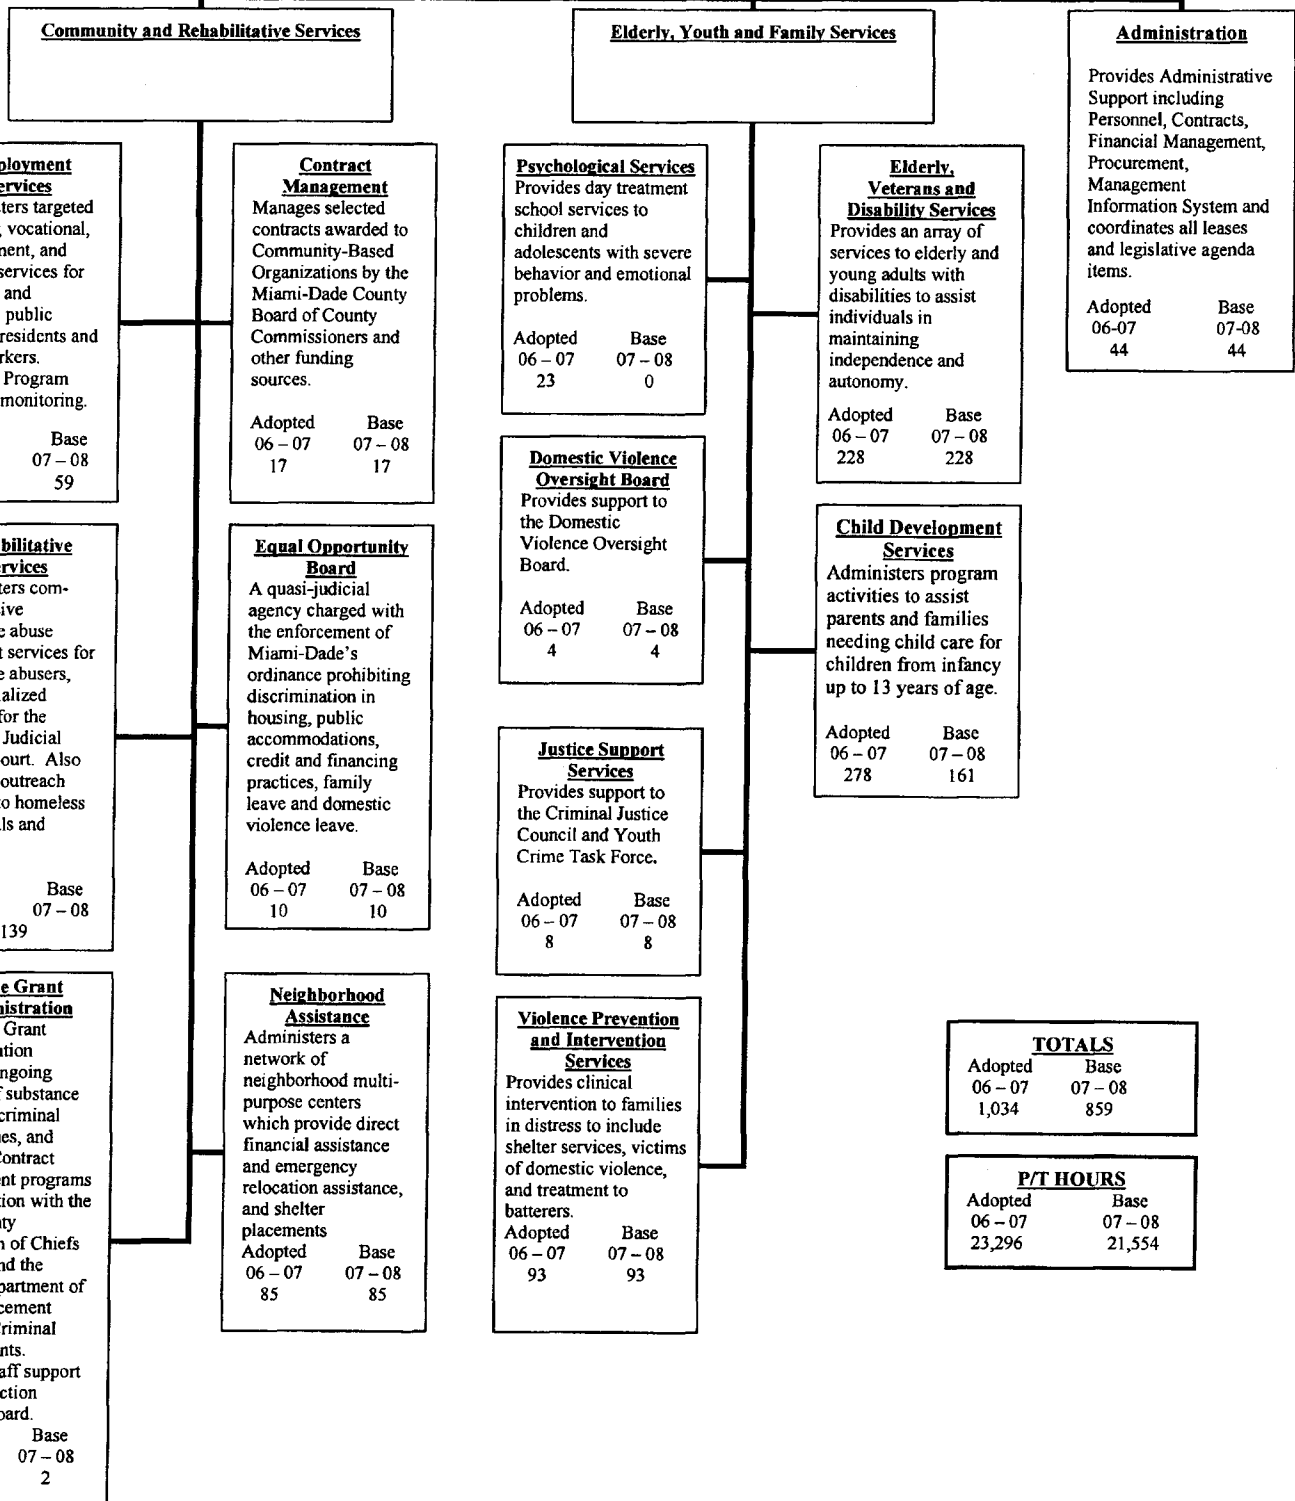 Community and Rehabilitative Services
Elderly, Youth and Family Services
Administration
Provides Administrative
Support including
Personnel, Contracts,
Financial Management,
Procurement,
Management
Information System and
coordinates all leases
and legislative agenda
items.
Adopted Base
06-07 07-08
44 44
ployment
ervices
ters targeted
, vocational,
ment, and
services for
and
public
residents and
rkers.
Program
monitoring.
Base
07 – 08
59
Contract
Management
Manages selected
contracts awarded to
Community-Based
Organizations by the
Miami-Dade County
Board of County
Commissioners and
other funding
sources.
Adopted Base
06 – 07 07 – 08
17 17
Psychological Services
Provides day treatment
school services to
children and
adolescents with severe
behavior and emotional
problems.
Adopted Base
06 – 07 07 – 08
23 0
Elderly,
Veterans and
Disability Services
Provides an array of
services to elderly and
young adults with
disabilities to assist
individuals in
maintaining
independence and
autonomy.
Adopted Base
06 – 07 07 – 08
228 228
Domestic Violence
Oversight Board
Provides support to
the Domestic
Violence Oversight
Board.
Adopted Base
06 – 07 07 – 08
4 4
Child Development
Services
Administers program
activities to assist
parents and families
needing child care for
children from infancy
up to 13 years of age.
Adopted Base
06 – 07 07 – 08
278 161
bilitative
ervices
ters com-
ive
e abuse
t services for
e abusers,
alized
for the
Judicial
ourt. Also
outreach
to homeless
ls and
Base
07 – 08
139
Equal Opportunity
Board
A quasi-judicial
agency charged with
the enforcement of
Miami-Dade’s
ordinance prohibiting
discrimination in
housing, public
accommodations,
credit and financing
practices, family
leave and domestic
violence leave.
Adopted Base
06 – 07 07 – 08
10 10
Justice Support
Services
Provides support to
the Criminal Justice
Council and Youth
Crime Task Force.
Adopted Base
06 – 07 07 – 08
8 8
e Grant
nistration
Grant
ation
ngoing
f substance
criminal
es, and
Contract
nt programs
tion with the
nty
n of Chiefs
nd the
partment of
cement
Criminal
nts.
aff support
ction
oard.
Base
07 – 08
2
Neighborhood
Assistance
Administers a
network of
neighborhood multi-
purpose centers
which provide direct
financial assistance
and emergency
relocation assistance,
and shelter
placements
Adopted Base
06 – 07 07 – 08
85 85
Violence Prevention
and Intervention
Services
Provides clinical
intervention to families
in distress to include
shelter services, victims
of domestic violence,
and treatment to
batterers.
Adopted Base
06 – 07 07 – 08
93 93
TOTALS
Adopted Base
06 – 07 07 – 08
1,034 859
P/T HOURS
Adopted Base
06 – 07 07 – 08
23,296 21,554